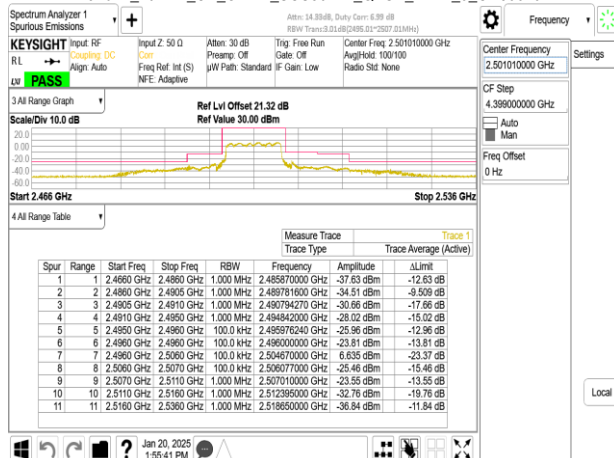 Spectrum Analyzer 1
Spurious Emissions
Attn: 14.33dB, Duty Corr: 6.99 dB
RBW Trans:3.01dB(2495.01~2507.01MHz)
Frequency
KEYSIGHT Input: RF Input Z: 50 Ω Atten: 30 dB Trig: Free Run Center Freq: 2.501010000 GHz
RL Coupling: DC Corr Preamp: Off Gate: Off Avg|Hold: 100/100
Align: Auto Freq Ref: Int (S) µW Path: Standard IF Gain: Low Radio Std: None
LXI PASS NFE: Adaptive
Center Frequency
2.501010000 GHz
Settings
CF Step
4.399000000 GHz
Auto
Man
Freq Offset
0 Hz
3 All Range Graph
Ref Lvl Offset 21.32 dB
Scale/Div 10.0 dB Ref Value 30.00 dBm
20.0
0.00
-20.0
-40.0
-60.0
Start 2.466 GHz Stop 2.536 GHz
4 All Range Table
Measure Trace Trace 1
Trace Type Trace Average (Active)
Spur Range Start Freq Stop Freq RBW Frequency Amplitude ΔLimit
1 1 2.4660 GHz 2.4860 GHz 1.000 MHz 2.485870000 GHz -37.63 dBm -12.63 dB
2 2 2.4860 GHz 2.4905 GHz 1.000 MHz 2.489781600 GHz -34.51 dBm -9.509 dB
3 3 2.4905 GHz 2.4910 GHz 1.000 MHz 2.490794270 GHz -30.66 dBm -17.66 dB
4 4 2.4910 GHz 2.4950 GHz 1.000 MHz 2.494842000 GHz -28.02 dBm -15.02 dB
5 5 2.4950 GHz 2.4960 GHz 100.0 kHz 2.495976240 GHz -25.96 dBm -12.96 dB
6 6 2.4960 GHz 2.4960 GHz 100.0 kHz 2.496000000 GHz -23.81 dBm -13.81 dB
7 7 2.4960 GHz 2.5060 GHz 100.0 kHz 2.504670000 GHz 6.635 dBm -23.37 dB
8 8 2.5060 GHz 2.5070 GHz 100.0 kHz 2.506077000 GHz -25.46 dBm -15.46 dB
9 9 2.5070 GHz 2.5110 GHz 1.000 MHz 2.507010000 GHz -23.55 dBm -13.55 dB
10 10 2.5110 GHz 2.5160 GHz 1.000 MHz 2.512395000 GHz -32.76 dBm -19.76 dB
11 11 2.5160 GHz 2.5360 GHz 1.000 MHz 2.518650000 GHz -36.84 dBm -11.84 dB
Local
Jan 20, 2025
1:55:41 PM